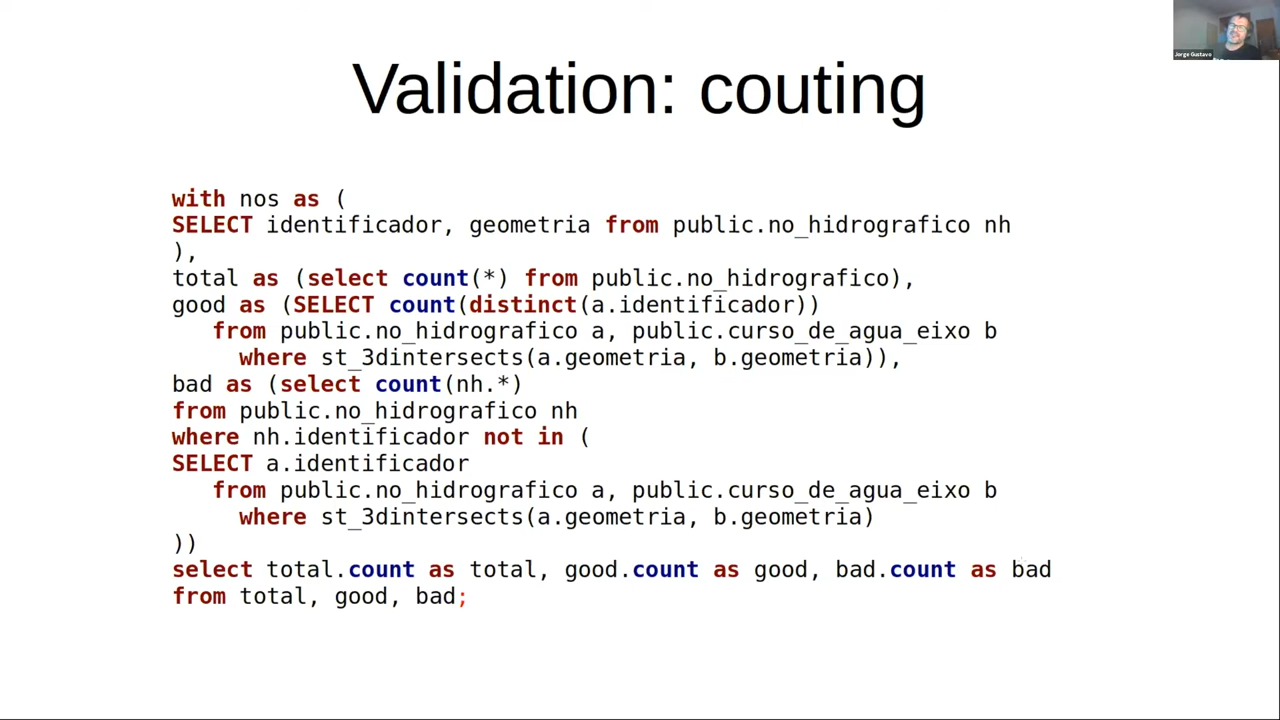 Jorge Gustavo
Validation: couting
with nos as (
SELECT identificador, geometria from public.no_hidrografico nh
),
total as (select count(*) from public.no_hidrografico),
good as (SELECT count(distinct(a.identificador))
from public.no_hidrografico a, public.curso_de_agua_eixo b
where st_3dintersects(a.geometria, b.geometria)),
bad as (select count(nh.*)
from public.no_hidrografico nh
where nh.identificador not in (
SELECT a.identificador
from public.no_hidrografico a, public.curso_de_agua_eixo b
where st_3dintersects(a.geometria, b.geometria)
))
select total.count as total, good.count as good, bad.count as bad
from total, good, bad;